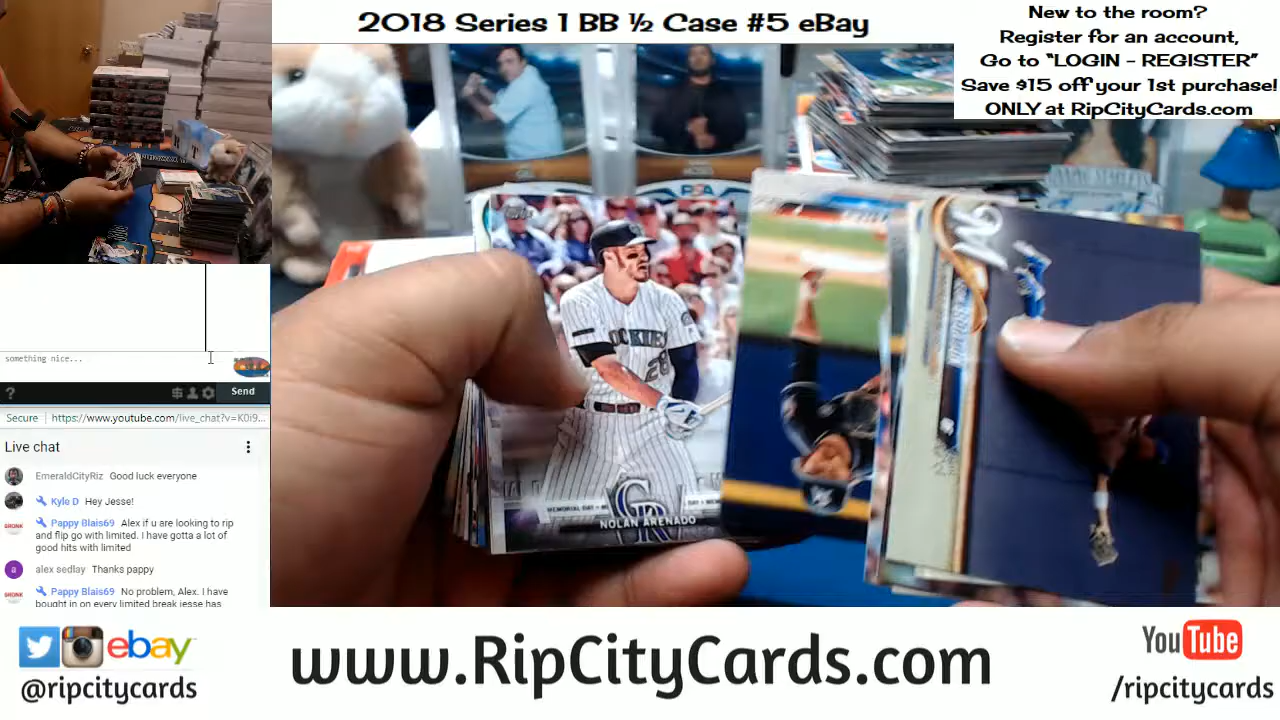 2018 Series 1 BB ½ Case #5 eBay
New to the room?
Register for an account,
Go to “LOGIN - REGISTER”
Save $15 off your 1st purchase!
ONLY at RipCityCards.com
PSA
OCKIES
28
NOLAN ARENADO
something nice...
?
Send
Secure
https://www.youtube.com/live_chat?v=K0i9...
Live chat
EmeraldCityRiz Good luck everyone
Kyle D Hey Jesse!
Pappy Blais69 Alex if u are looking to rip
and flip go with limited. I have gotta a lot of
good hits with limited
alex sedlay Thanks pappy
Pappy Blais69 No problem, Alex. I have
bought in on every limited break jesse has
ebay
@ripcitycards
www.RipCityCards.com
YouTube
/ripcitycards